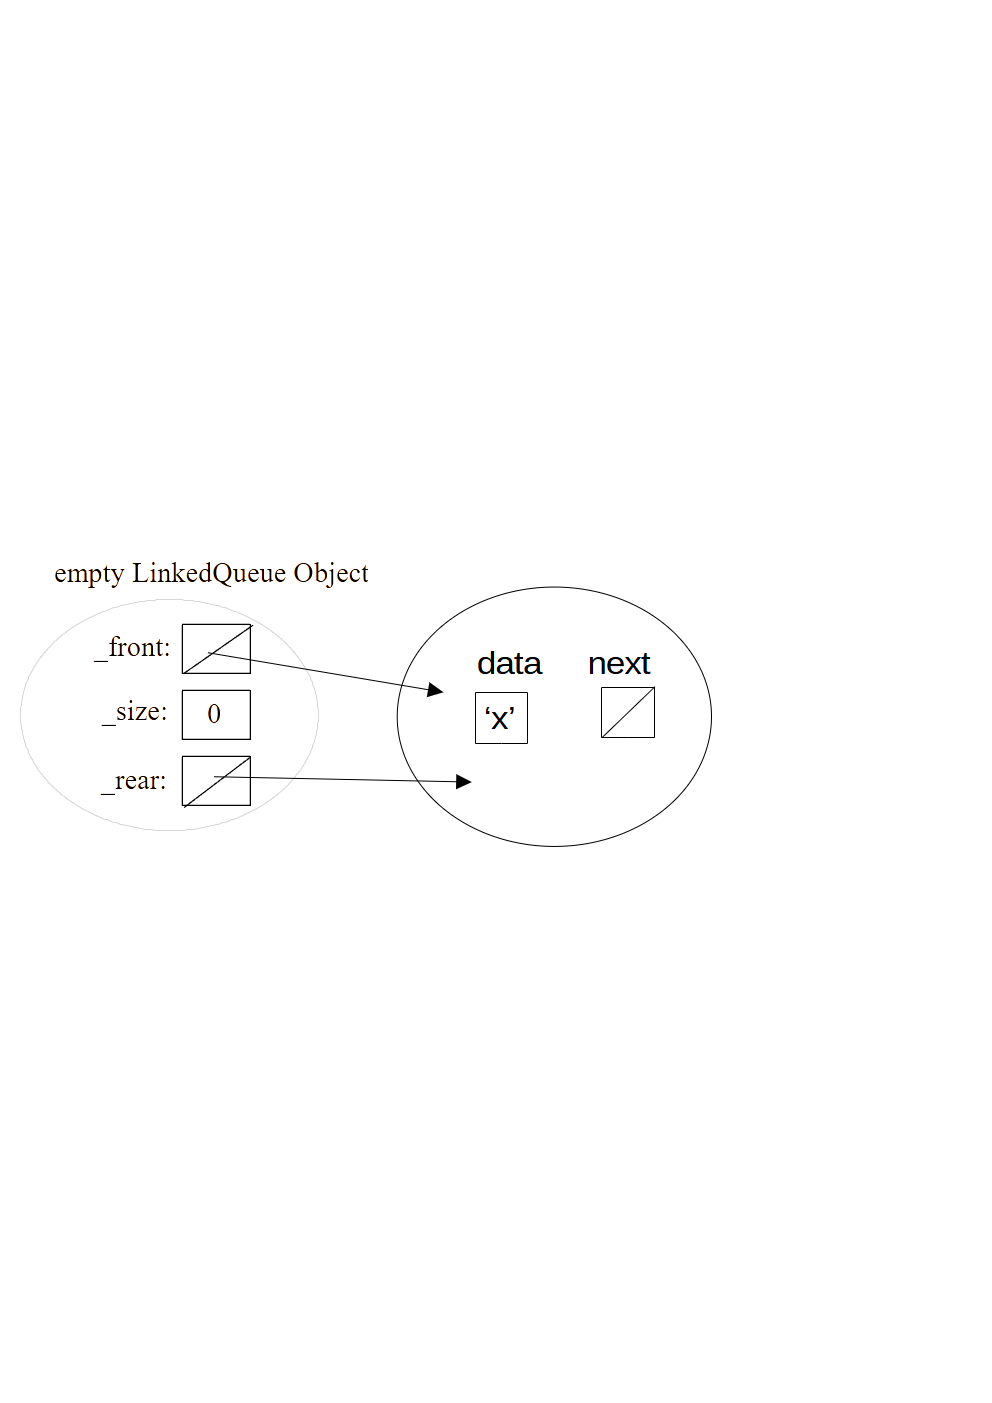 empty LinkedQueue Object
_front:
data next
_size: 0
‘x’
_rear: